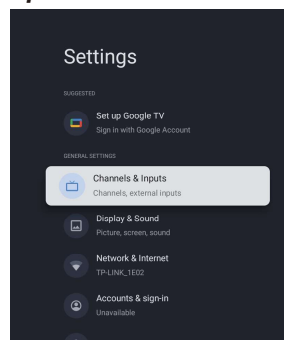 Settings
SUGGESTED
Set up Google TV
Sign in with Google Account
GENERAL SETTINGS
Channels & Inputs
Channels, external inputs
Display & Sound
Picture, screen, sound
Network & Internet
TP-LINK_1E02
Accounts & sign-in
Unavailable